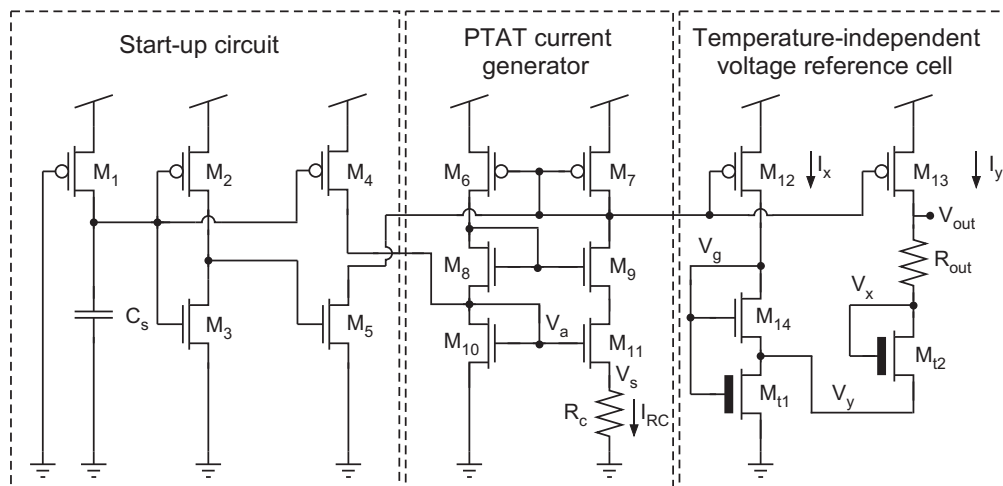 Start-up circuit
PTAT current
generator
Temperature-independent
voltage reference cell
M1
M2
M4
M6
M7
M12
Ix
M13
Iy
Vout
Rout
Vg
Vx
M8
M9
Cs
M3
M5
M10
Va
M11
M14
Mt2
Vs
Mt1
Vy
Rc
IRC